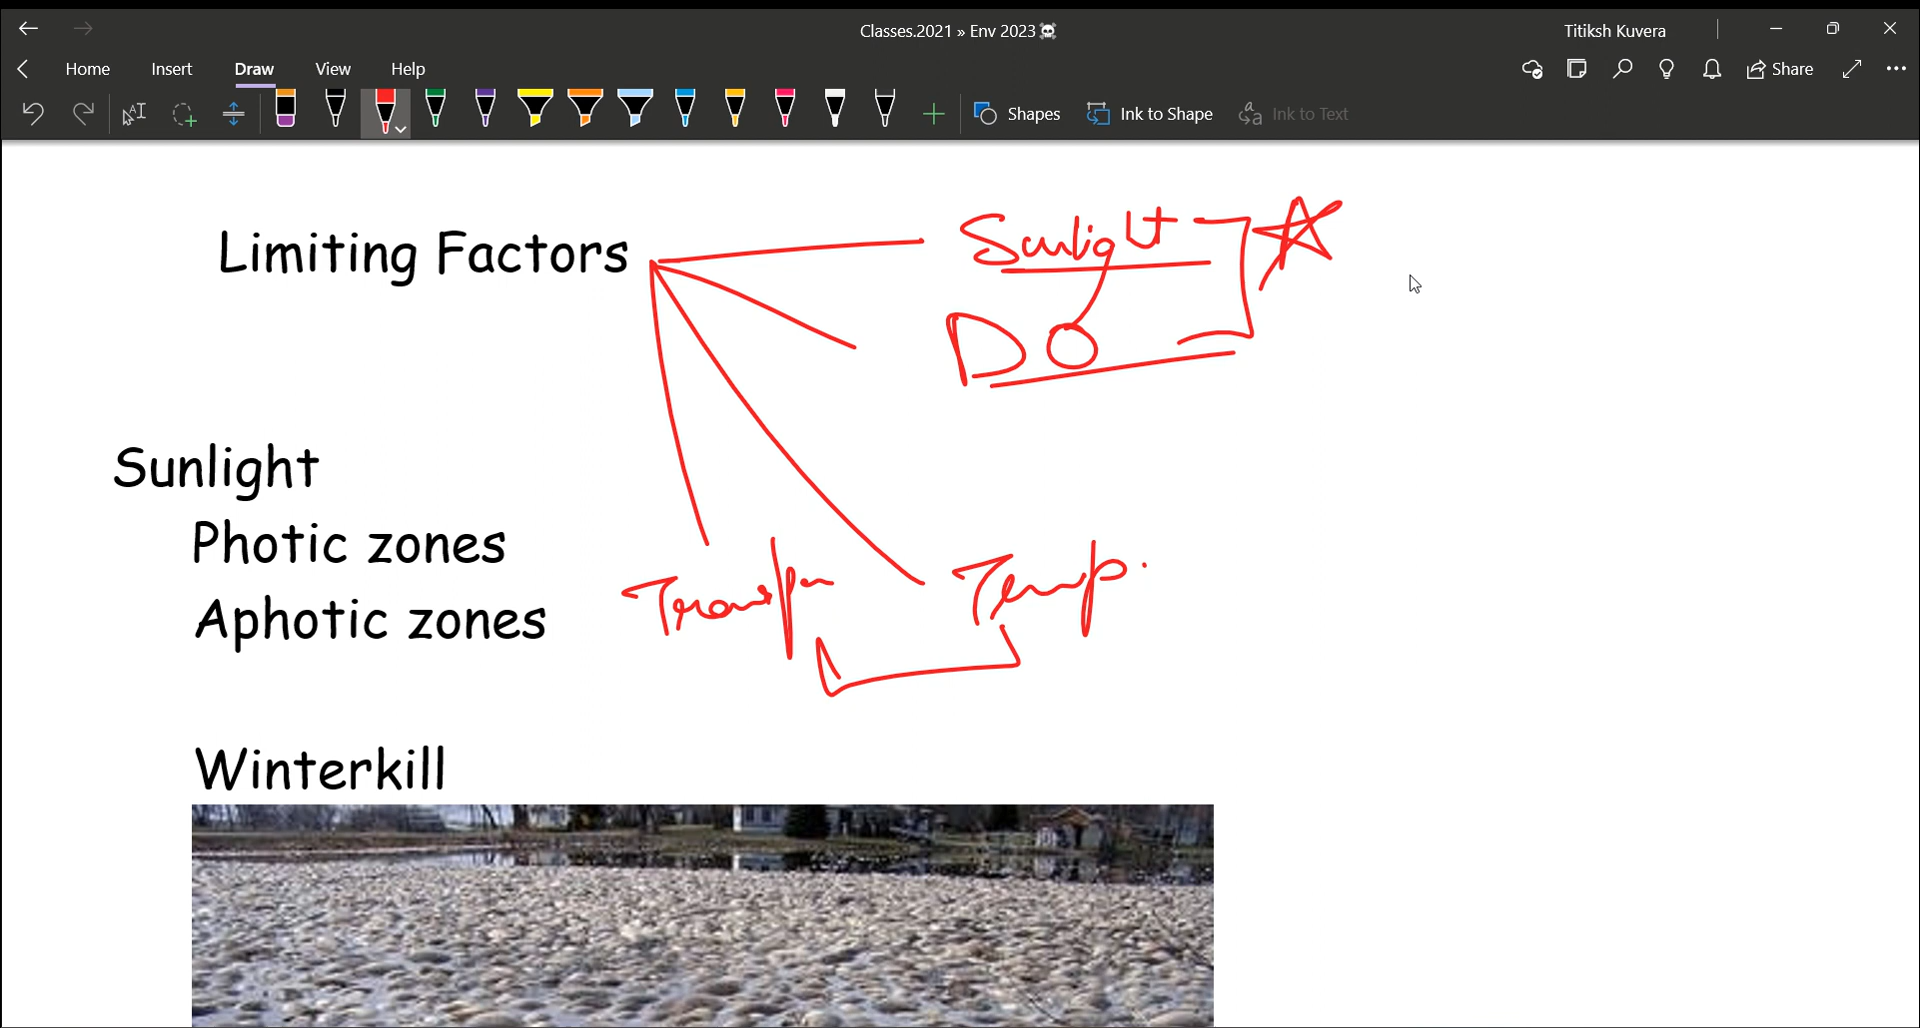 Classes.2021 » Env 2023☠
Titiksh Kuvera
Home Insert Draw View Help
Share
Shapes Ink to Shape Ink to Text
Limiting Factors
Sunlight
DO
Sunlight
Photic zones
Aphotic zones
Temp.
Winterkill